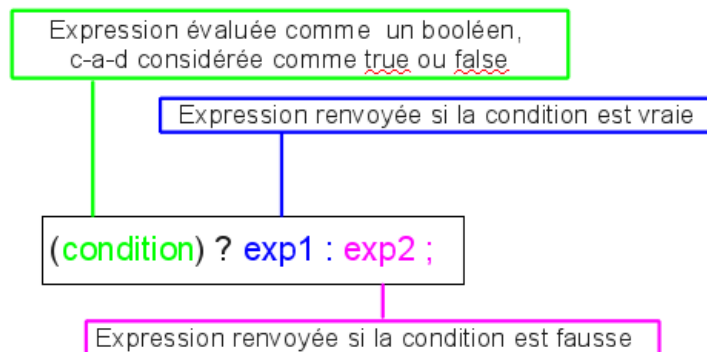 Expression évaluée comme un booléen,
c-a-d considérée comme true ou false
Expression renvoyée si la condition est vraie
(condition) ? exp1 : exp2 ;
Expression renvoyée si la condition est fausse